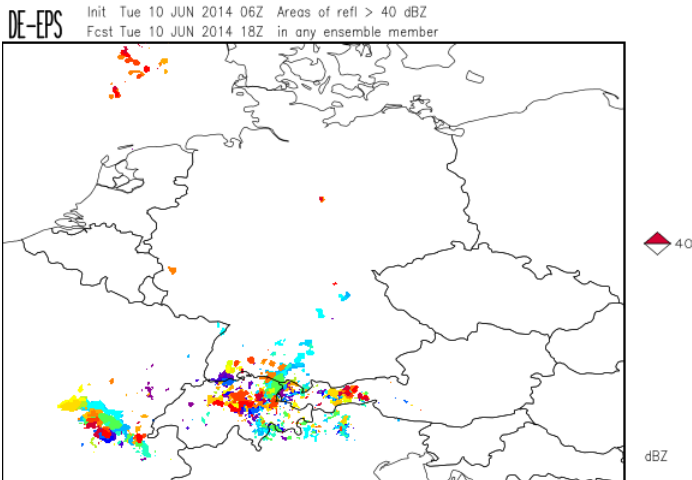 DE-EPS
Init Tue 10 JUN 2014 06Z Areas of refl > 40 dBZ
Fcst Tue 10 JUN 2014 18Z in any ensemble member
40
dBZ